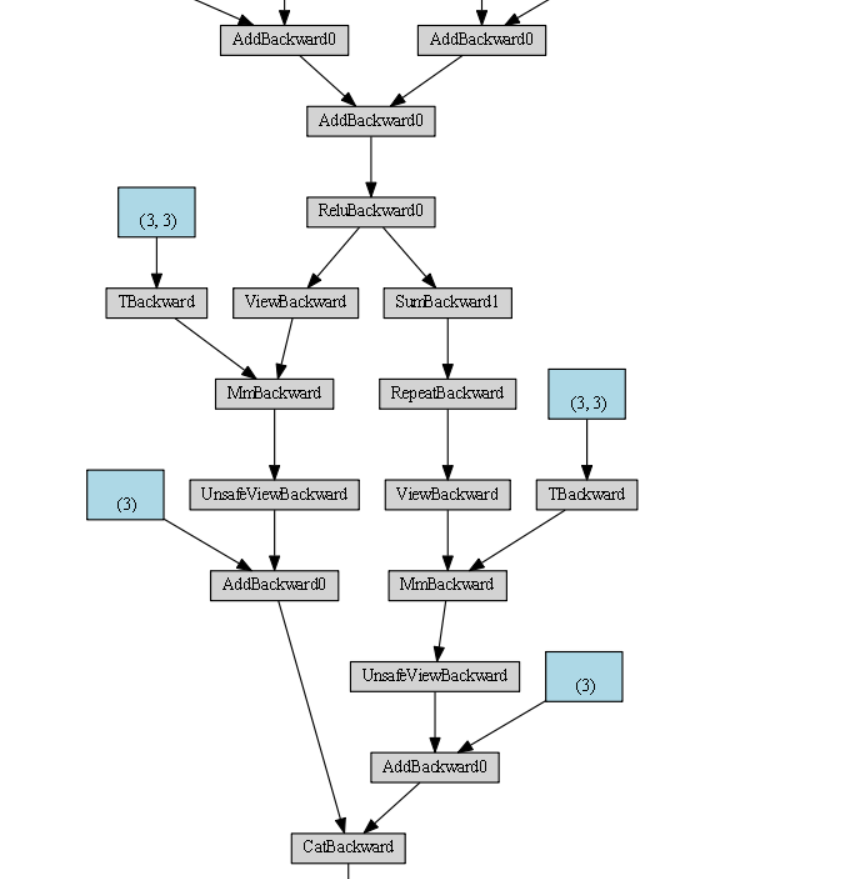 AddBackward0
AddBackward0
AddBackward0
ReluBackward0
(3, 3)
TBackward
ViewBackward
SumBackward1
MmBackward
RepeatBackward
(3, 3)
UnsafeViewBackward
ViewBackward
TBackward
(3)
AddBackward0
MmBackward
UnsafeViewBackward
(3)
AddBackward0
CatBackward